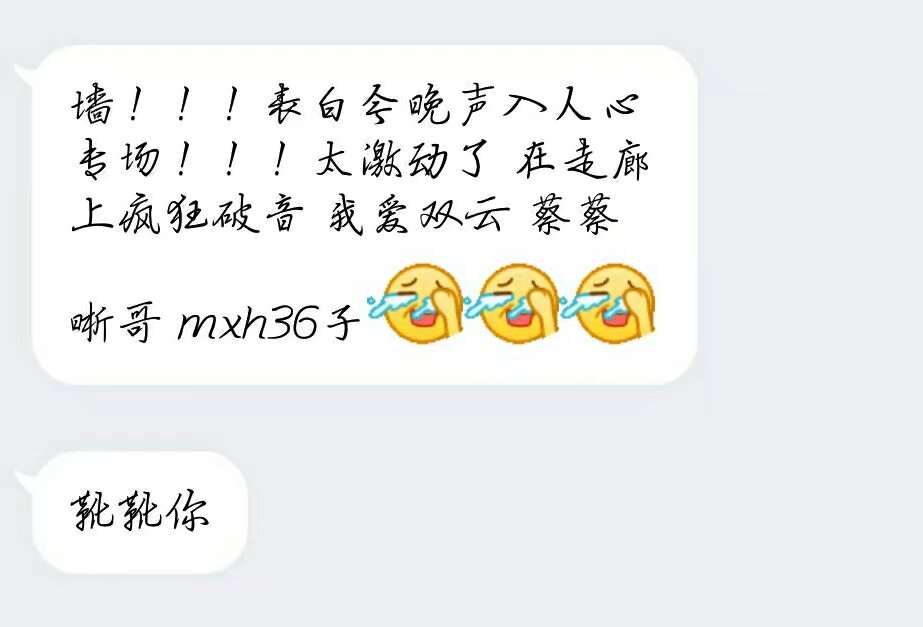 墙！！！表白今晚声入人心
专场！！！太激动了 在走廊
上疯狂破音 我爱双云 蔡蔡
晰哥 mxh36子
靴靴你